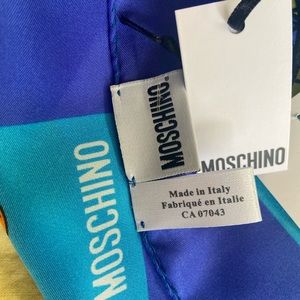 MOSCHINO
MOSCHINO.
MOSCHINO
Made in Italy
Fabriqué en Italie
CA 07043